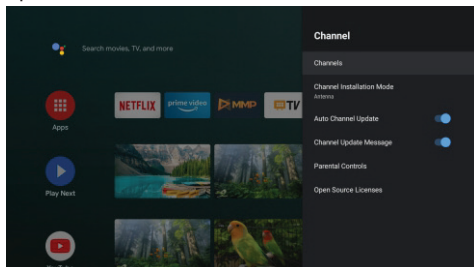 Search movies, TV, and more
Apps
NETFLIX
prime video
MMP
TV
Play Next
Channel
Channels
Channel Installation Mode
Antenna
Auto Channel Update
Channel Update Message
Parental Controls
Open Source Licenses